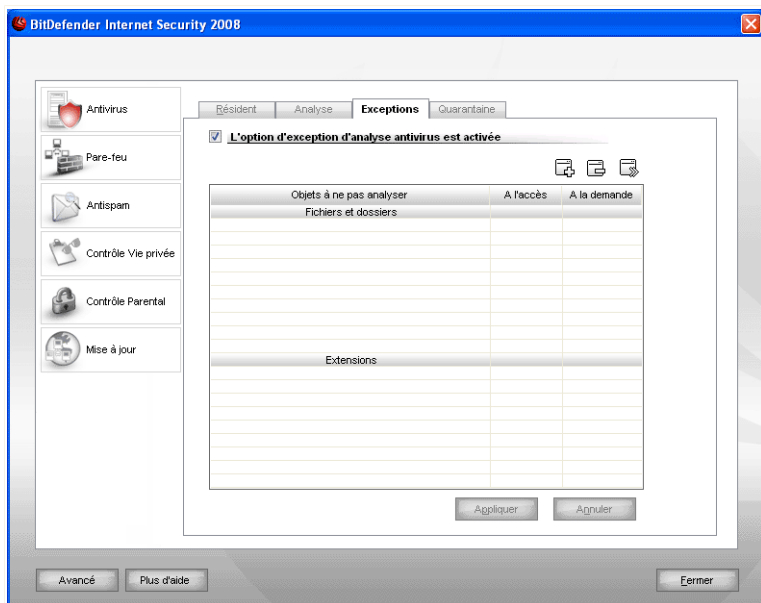 BitDefender Internet Security 2008
Antivirus
Pare-feu
Antispam
Contrôle Vie privée
Contrôle Parental
Mise à jour
Résident
Analyse
Exceptions
Quarantaine
L'option d'exception d'analyse antivirus est activée
Objets à ne pas analyser
A l'accès
A la demande
Fichiers et dossiers
Extensions
Appliquer
Annuler
Avancé
Plus d'aide
Fermer